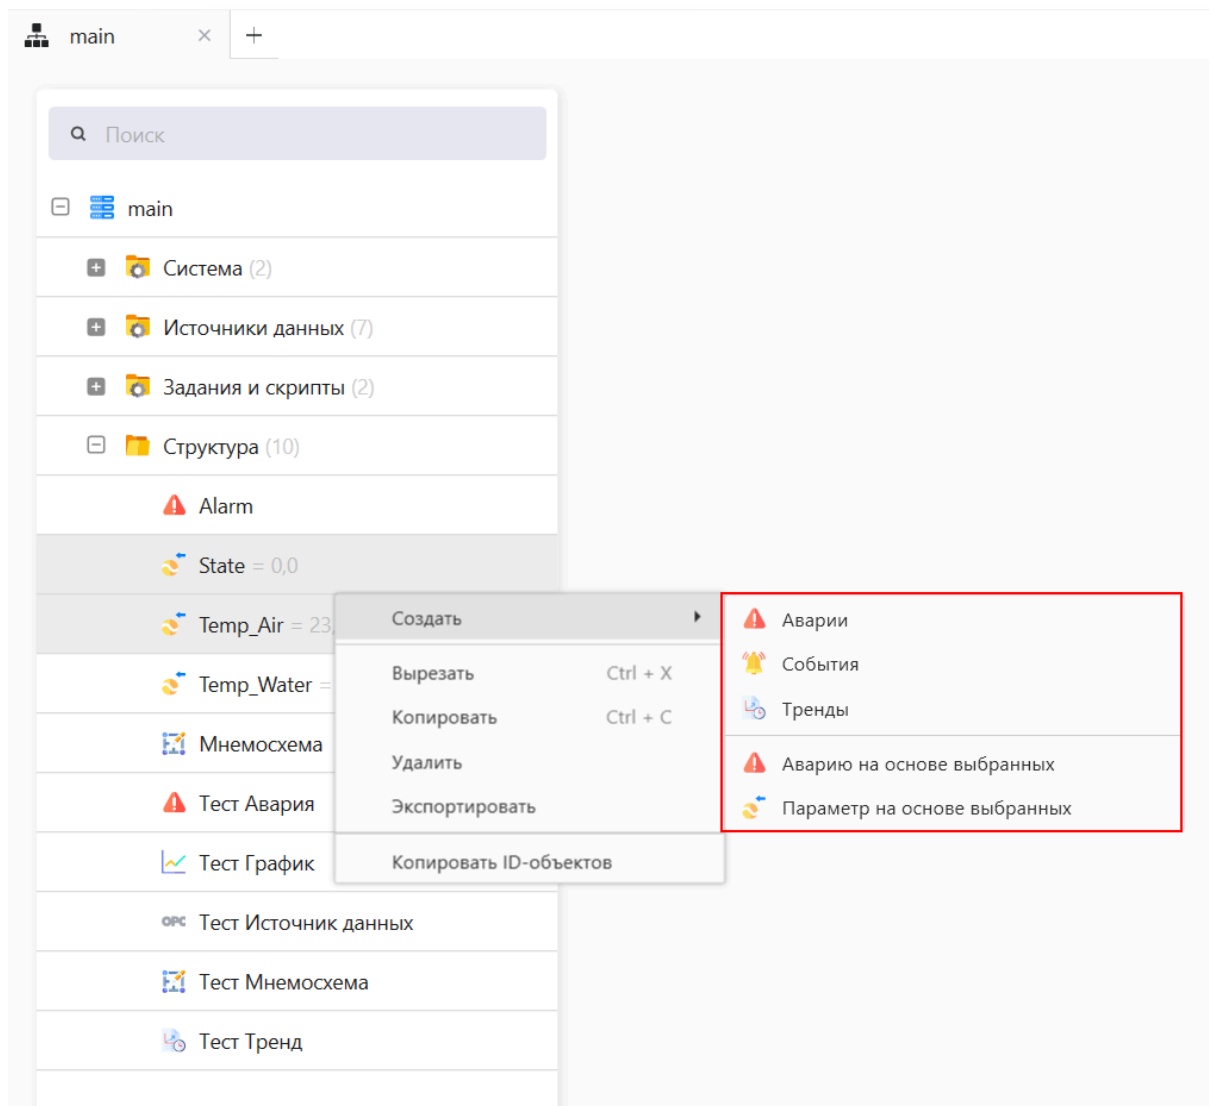 main × +
Поиск
main
Система (2)
Источники данных (7)
Задания и скрипты (2)
Структура (10)
Alarm
State = 0,0
Temp_Air = 23,
Temp_Water =
Мнемосхема
Тест Авария
Тест График
OPC Тест Источник данных
Тест Мнемосхема
Тест Тренд
Создать
Вырезать Ctrl + X
Копировать Ctrl + C
Удалить
Экспортировать
Копировать ID-объектов
Аварии
События
Тренды
Аварию на основе выбранных
Параметр на основе выбранных